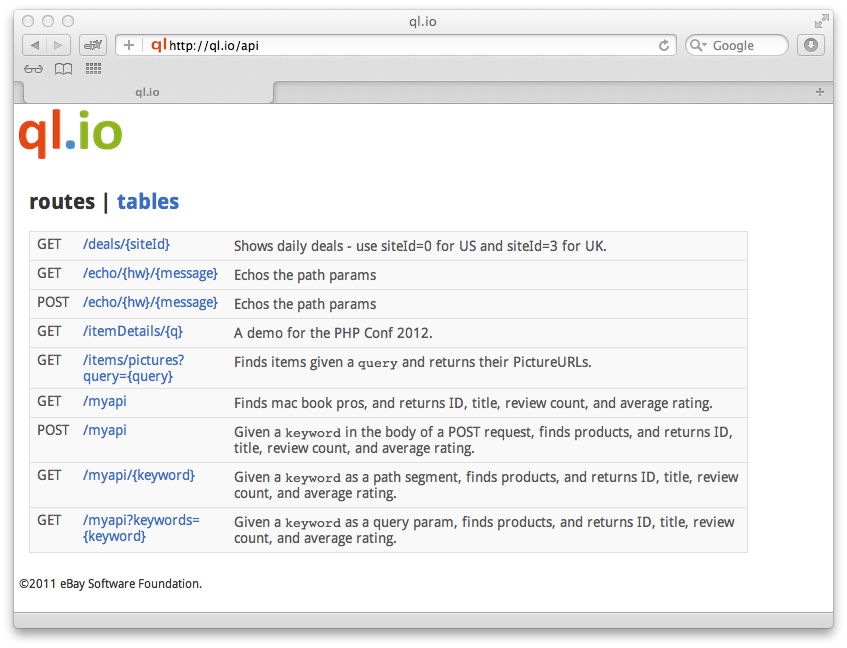 ql.io
ql http://ql.io/api
Google
ql.io
ql.io
routes | tables
GET /deals/{siteId} Shows daily deals - use siteId=0 for US and siteId=3 for UK.
GET /echo/{hw}/{message} Echos the path params
POST /echo/{hw}/{message} Echos the path params
GET /itemDetails/{q} A demo for the PHP Conf 2012.
GET /items/pictures? Finds items given a query and returns their PictureURLs.
query={query}
GET /myapi Finds mac book pros, and returns ID, title, review count, and average rating.
POST /myapi Given a keyword in the body of a POST request, finds products, and returns ID,
title, review count, and average rating.
GET /myapi/{keyword} Given a keyword as a path segment, finds products, and returns ID, title, review
count, and average rating.
GET /myapi?keywords= Given a keyword as a query param, finds products, and returns ID, title, review
{keyword} count, and average rating.
©2011 eBay Software Foundation.